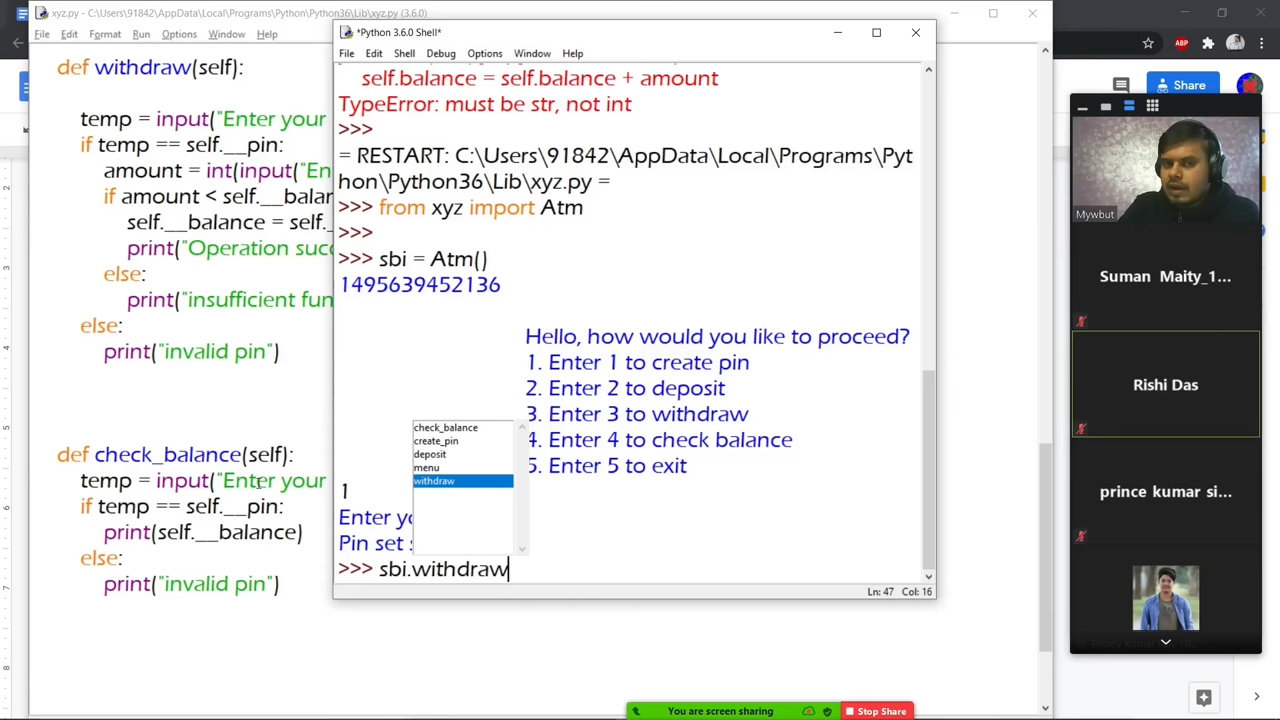 xyz.py - C:\Users\91842\AppData\Local\Programs\Python\Python36\Lib\xyz.py (3.6.0)
File Edit Format Run Options Window Help
def withdraw(self):
temp = input("Enter your
if temp == self.__pin:
amount = int(input("En
if amount < self.__balan
self.__balance = self.
print("Operation succ
else:
print("insufficient fun
else:
print("invalid pin")
def check_balance(self):
temp = input("Enter your
if temp == self.__pin:
print(self.__balance)
else:
print("invalid pin")
*Python 3.6.0 Shell*
File Edit Shell Debug Options Window Help
self.balance = self.balance + amount
TypeError: must be str, not int
>>>
= RESTART: C:\Users\91842\AppData\Local\Programs\Pyt
hon\Python36\Lib\xyz.py =
>>> from xyz import Atm
>>>
>>> sbi = Atm()
1495639452136
Hello, how would you like to proceed?
1. Enter 1 to create pin
2. Enter 2 to deposit
3. Enter 3 to withdraw
4. Enter 4 to check balance
5. Enter 5 to exit
1
Enter yo
Pin set s
>>> sbi.withdraw
check_balance
create_pin
deposit
menu
withdraw
Ln: 47 Col: 16
ABP
Share
Mywbut
Suman Maity_1...
Rishi Das
prince kumar si...
You are screen sharing
Stop Share
2
3
4
5
6
7
8